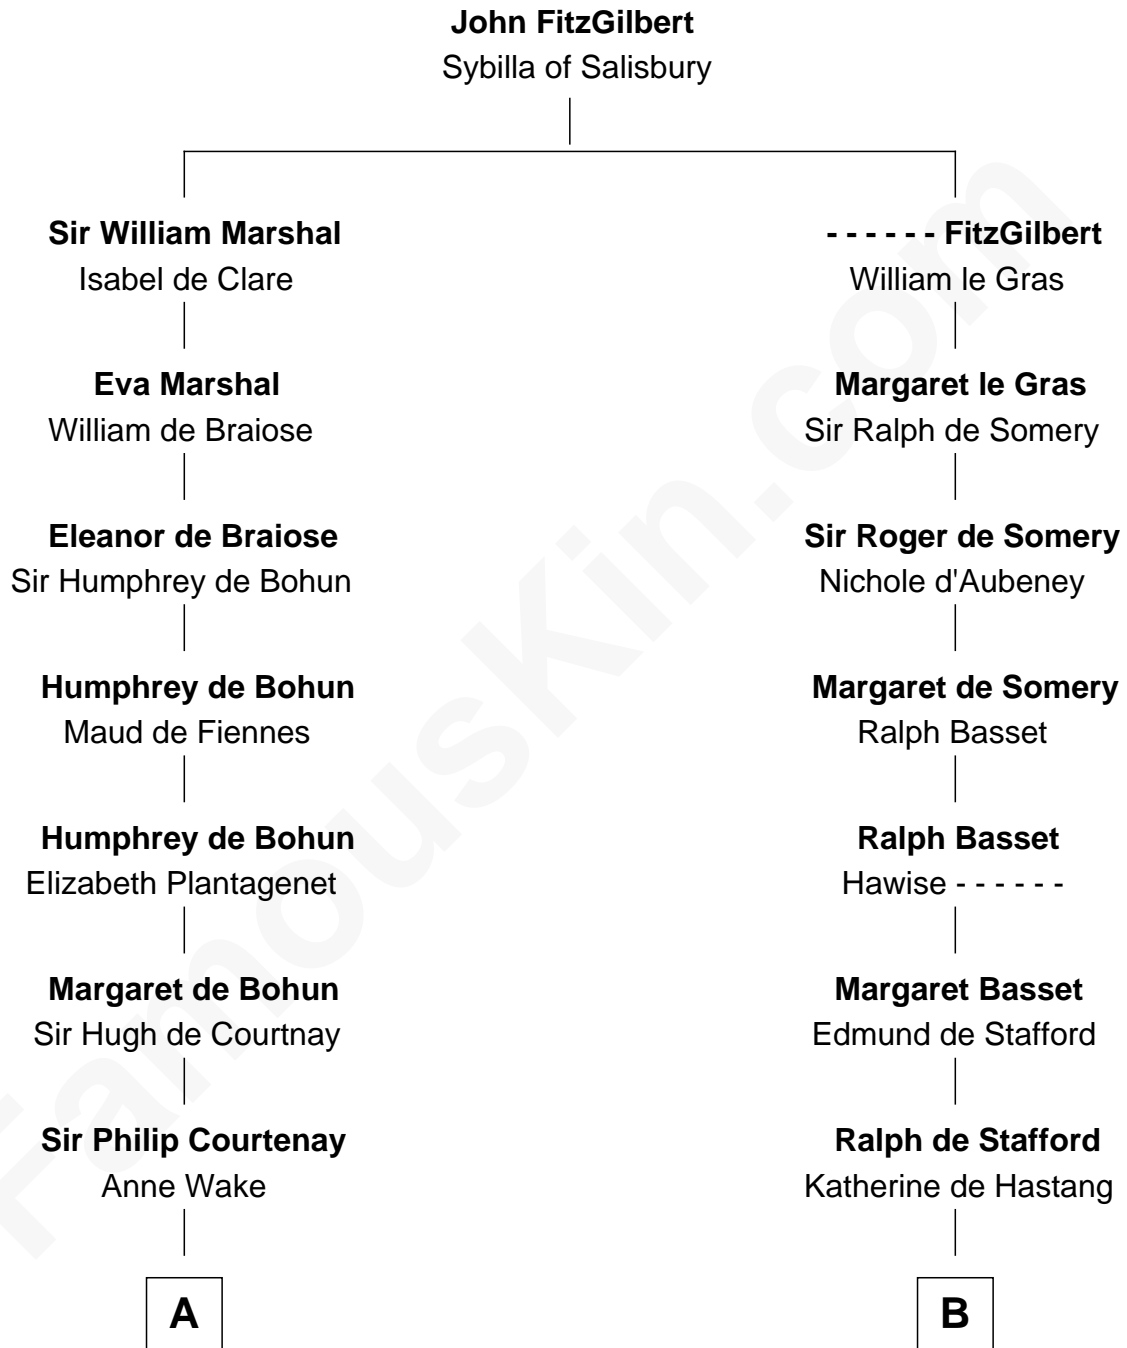 John FitzGilbert
Sybilla of Salisbury
Sir William Marshal
Isabel de Clare
- - - - - - FitzGilbert
William le Gras
Eva Marshal
William de Braiose
Margaret le Gras
Sir Ralph de Somery
Eleanor de Braiose
Sir Humphrey de Bohun
Sir Roger de Somery
Nichole d'Aubeney
Humphrey de Bohun
Maud de Fiennes
Margaret de Somery
Ralph Basset
Humphrey de Bohun
Elizabeth Plantagenet
Ralph Basset
Hawise - - - - - -
Margaret de Bohun
Sir Hugh de Courtnay
Margaret Basset
Edmund de Stafford
Sir Philip Courtenay
Anne Wake
Ralph de Stafford
Katherine de Hastang
A
B
FamousKin.com